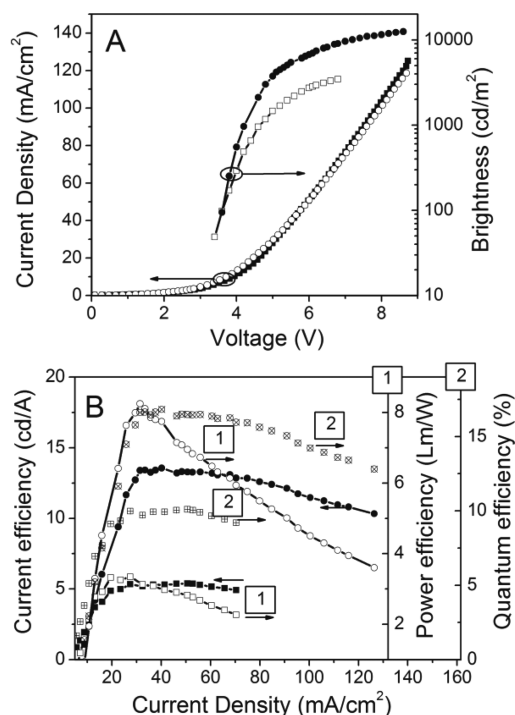 A
140
120
100
80
60
40
20
0
Current Density (mA/cm²)
10000
1000
100
10
Brightness (cd/m²)
0 2 4 6 8
Voltage (V)
B
20
15
10
5
0
Current efficiency (cd/A)
1
2
1
2
2
1
8
6
4
2
Power efficiency (Lm/W)
15
10
5
0
Quantum efficiency (%)
20 40 60 80 100 120 140 160
Current Density (mA/cm²)